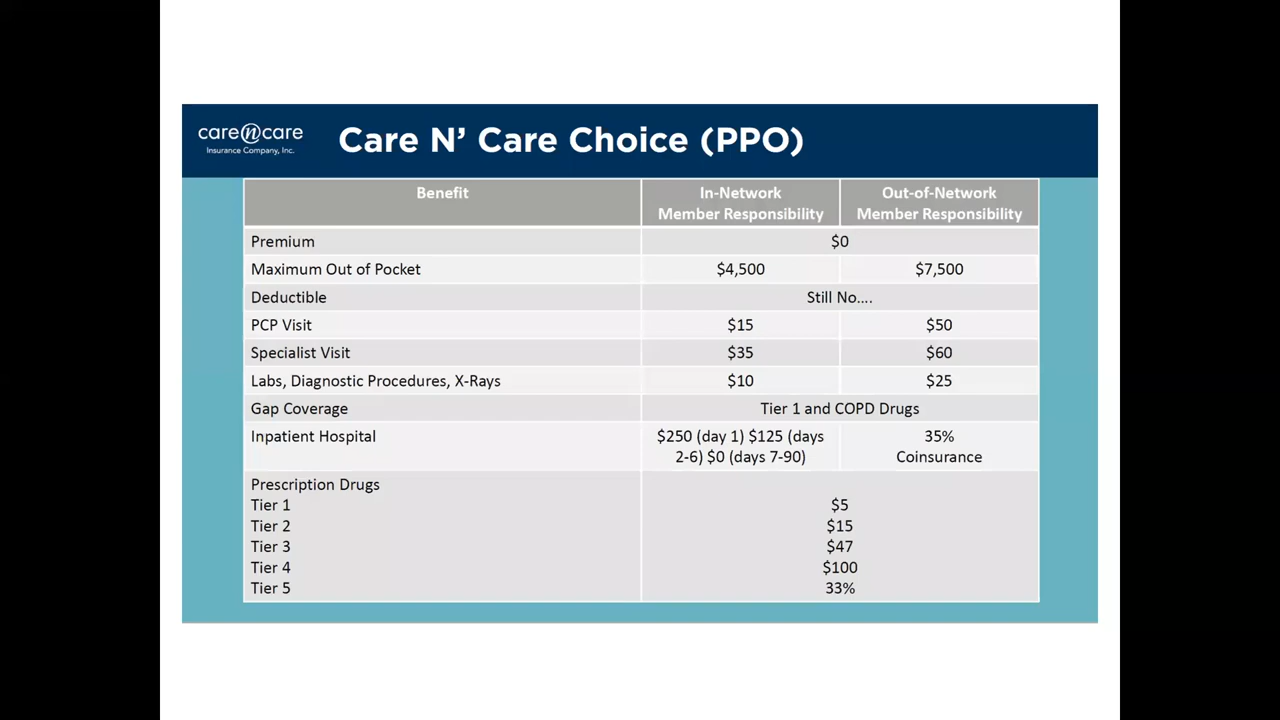 carencare
Insurance Company, Inc.
Care N’ Care Choice (PPO)
Benefit
In-Network
Member Responsibility
Out-of-Network
Member Responsibility
Premium
$0
Maximum Out of Pocket
$4,500
$7,500
Deductible
Still No....
PCP Visit
$15
$50
Specialist Visit
$35
$60
Labs, Diagnostic Procedures, X-Rays
$10
$25
Gap Coverage
Tier 1 and COPD Drugs
Inpatient Hospital
$250 (day 1) $125 (days
2-6) $0 (days 7-90)
35%
Coinsurance
Prescription Drugs
Tier 1
$5
Tier 2
$15
Tier 3
$47
Tier 4
$100
Tier 5
33%